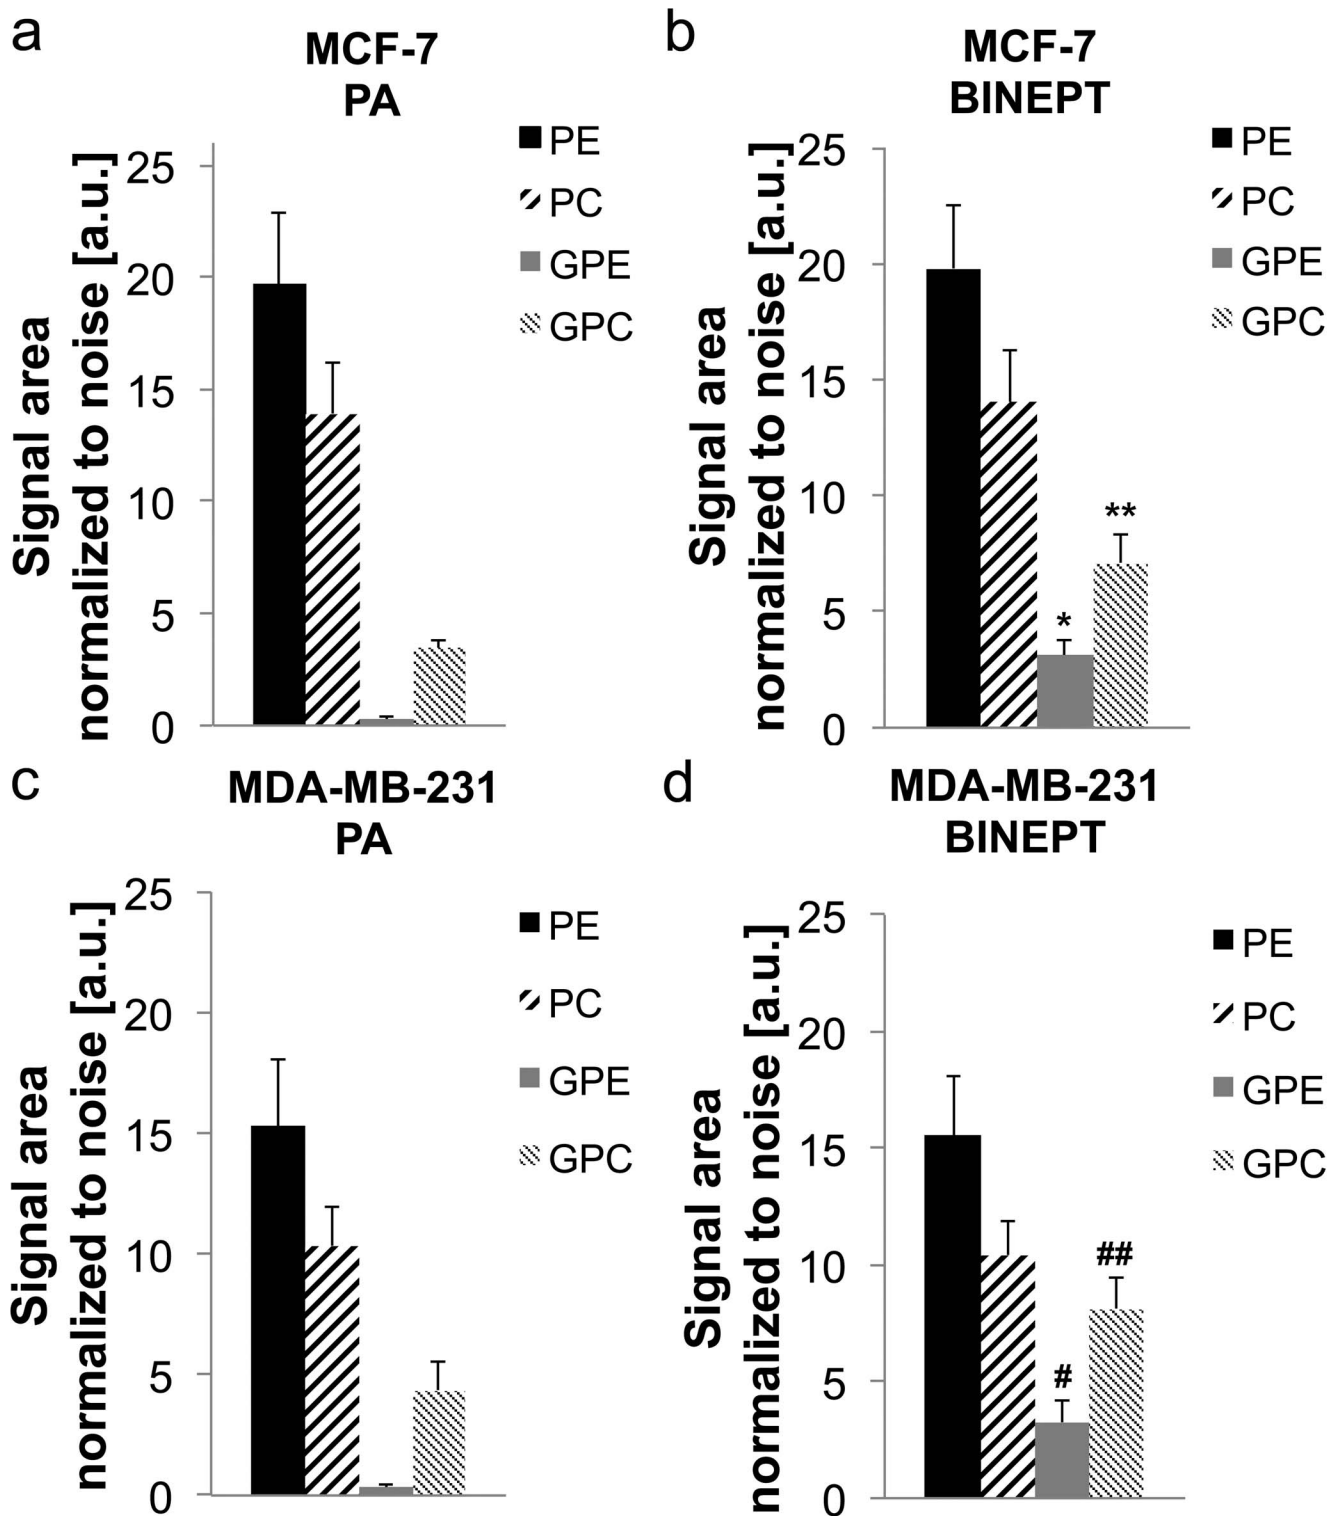 a
MCF-7
PA
Signal area
normalized to noise [a.u.]
25
20
15
10
5
0
PE
PC
GPE
GPC
b
MCF-7
BINEPT
Signal area
normalized to noise [a.u.]
25
20
15
10
5
0
*
**
PE
PC
GPE
GPC
c
MDA-MB-231
PA
Signal area
normalized to noise [a.u.]
25
20
15
10
5
0
PE
PC
GPE
GPC
d
MDA-MB-231
BINEPT
Signal area
normalized to noise [a.u.]
25
20
15
10
5
0
#
##
PE
PC
GPE
GPC